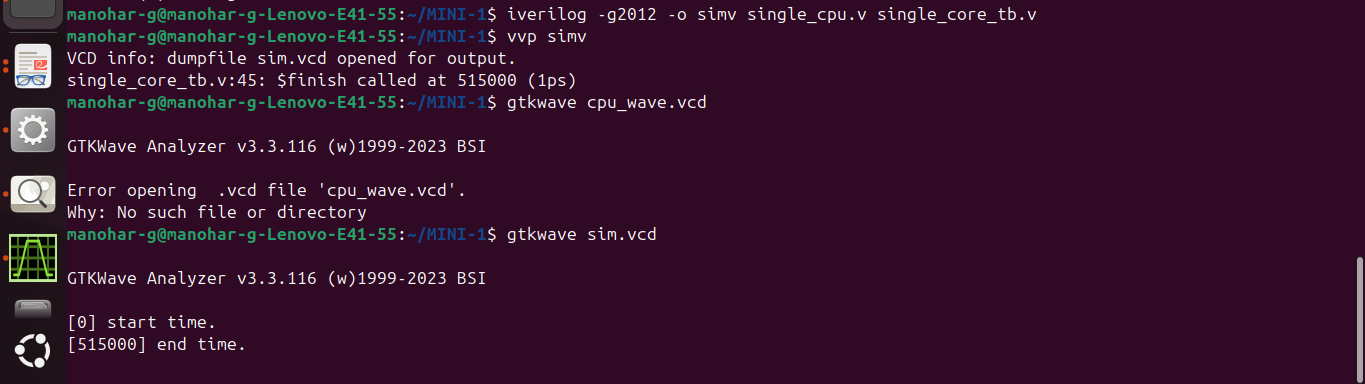 manohar-g@manohar-g-Lenovo-E41-55:~/MINI-1$ iverilog -g2012 -o simv single_cpu.v single_core_tb.v
manohar-g@manohar-g-Lenovo-E41-55:~/MINI-1$ vvp simv
VCD info: dumpfile sim.vcd opened for output.
single_core_tb.v:45: $finish called at 515000 (1ps)
manohar-g@manohar-g-Lenovo-E41-55:~/MINI-1$ gtkwave cpu_wave.vcd
GTKWave Analyzer v3.3.116 (w)1999-2023 BSI
Error opening  .vcd file 'cpu_wave.vcd'.
Why: No such file or directory
manohar-g@manohar-g-Lenovo-E41-55:~/MINI-1$ gtkwave sim.vcd
GTKWave Analyzer v3.3.116 (w)1999-2023 BSI
[0] start time.
[515000] end time.